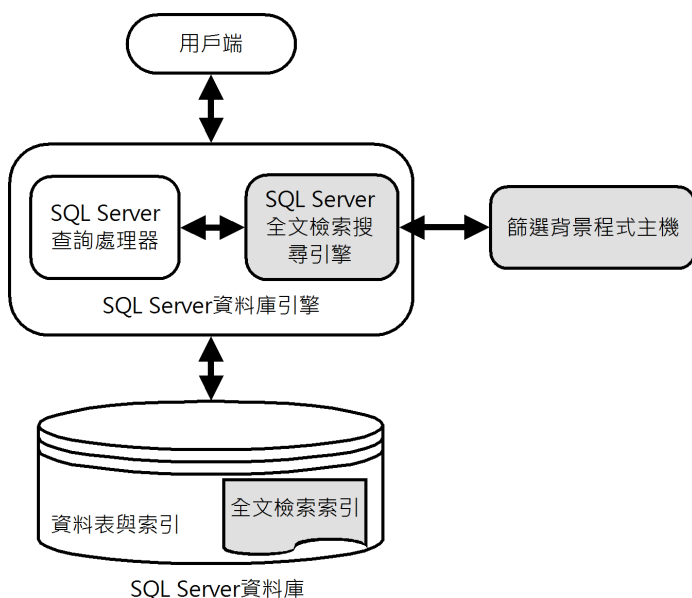 用戶端
SQL Server
查詢處理器
SQL Server
全文檢索搜
尋引擎
篩選背景程式主機
SQL Server資料庫引擎
資料表與索引
全文檢索索引
SQL Server資料庫